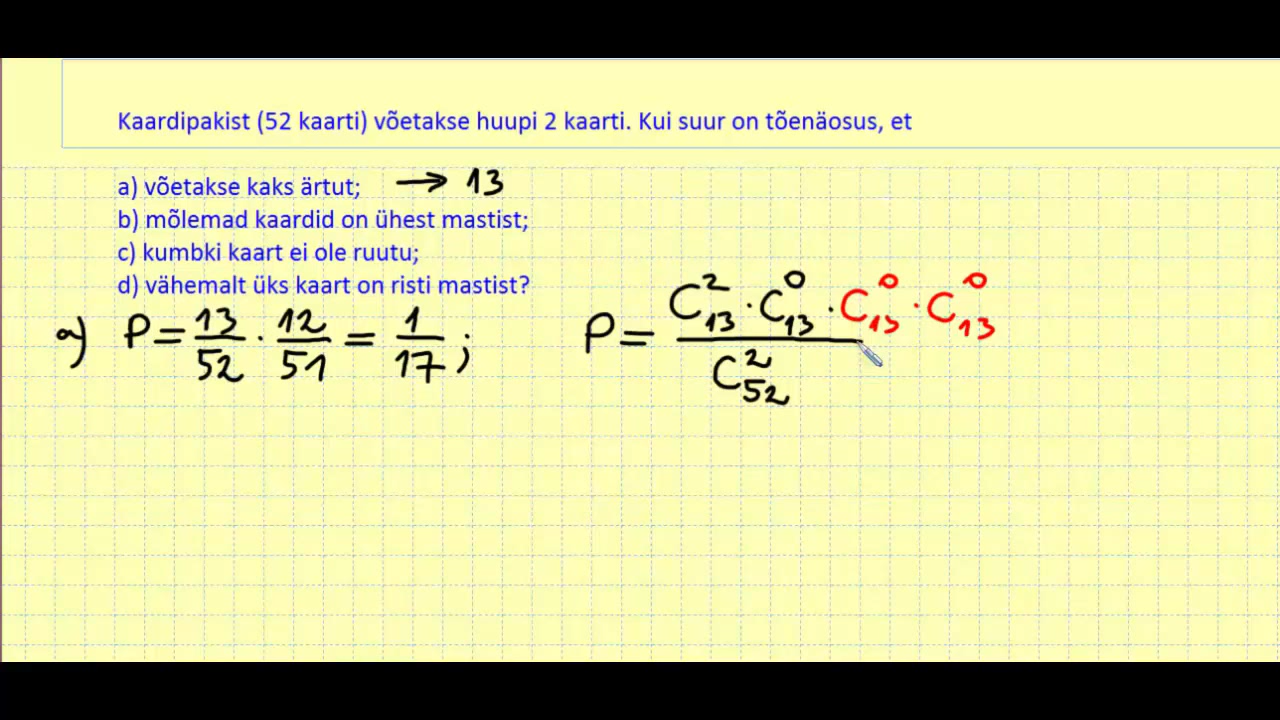 Kaardipakist (52 kaarti) võetakse huupi 2 kaarti. Kui suur on tõenäosus, et
a) võetakse kaks ärtut; → 13
b) mõlemad kaardid on ühest mastist;
c) kumbki kaart ei ole ruutu;
d) vähemalt üks kaart on risti mastist?
a) P = 13/52 · 12/51 = 1/17 ; P = C²₁₃ · C⁰₁₃ · C⁰₁₃ · C⁰₁₃ / C²₅₂